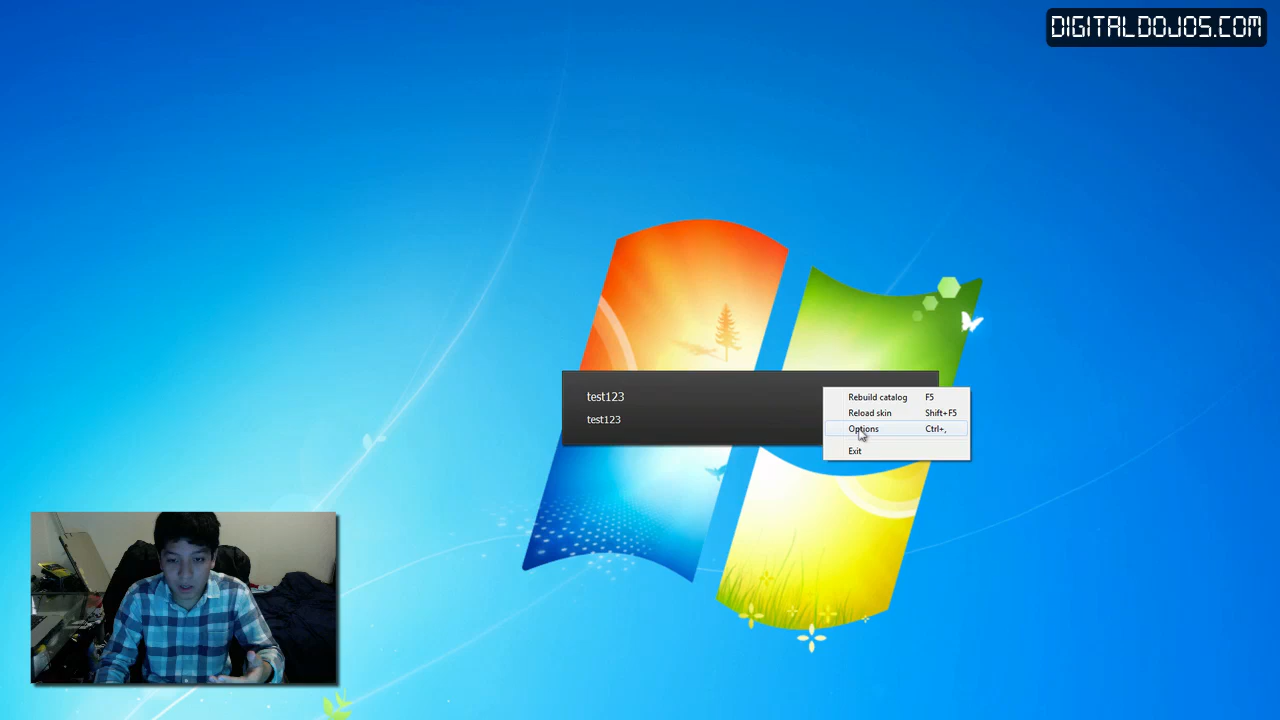 DIGITALDOJOS.COM
test123
test123
Rebuild catalog F5
Reload skin Shift+F5
Options Ctrl+,
Exit